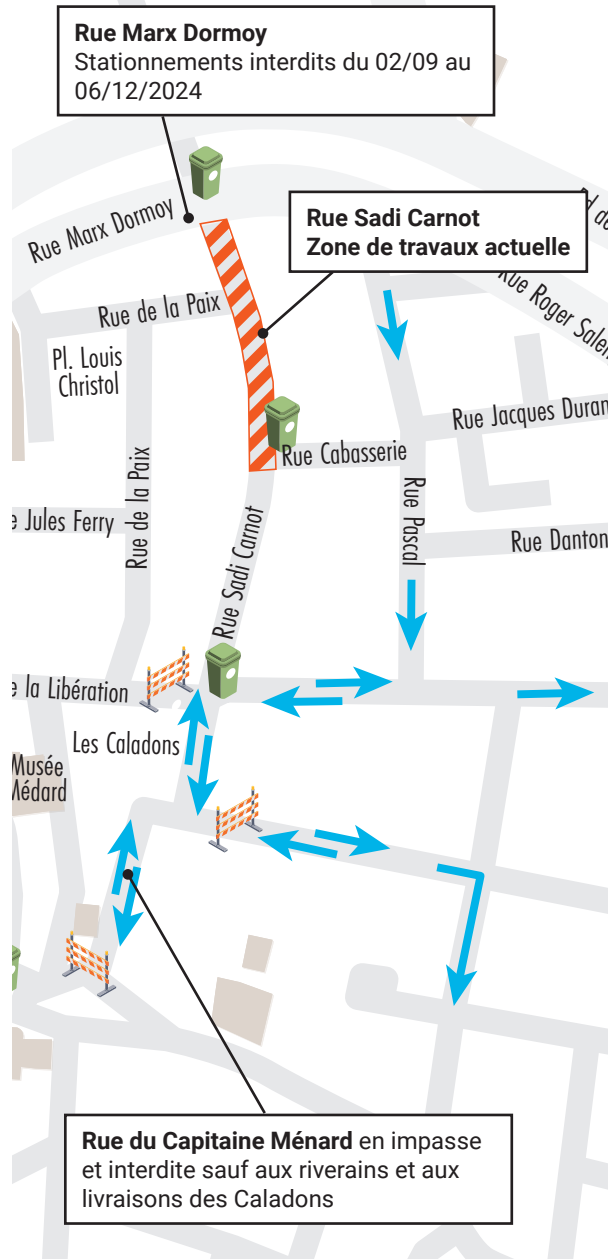 Rue Marx Dormoy
Stationnements interdits du 02/09 au
06/12/2024
Rue Marx Dormoy
Rue Sadi Carnot
Zone de travaux actuelle
Rue Roger Salen
Rue de la Paix
Pl. Louis
Christol
Rue Jacques Duran
Rue Cabasserie
Rue de la Paix
Rue Pascal
e Jules Ferry
Rue Sadi Carnot
Rue Danton
e la Libération
Les Caladons
Musée
Médard
Rue du Capitaine Ménard en impasse
et interdite sauf aux riverains et aux
livraisons des Caladons